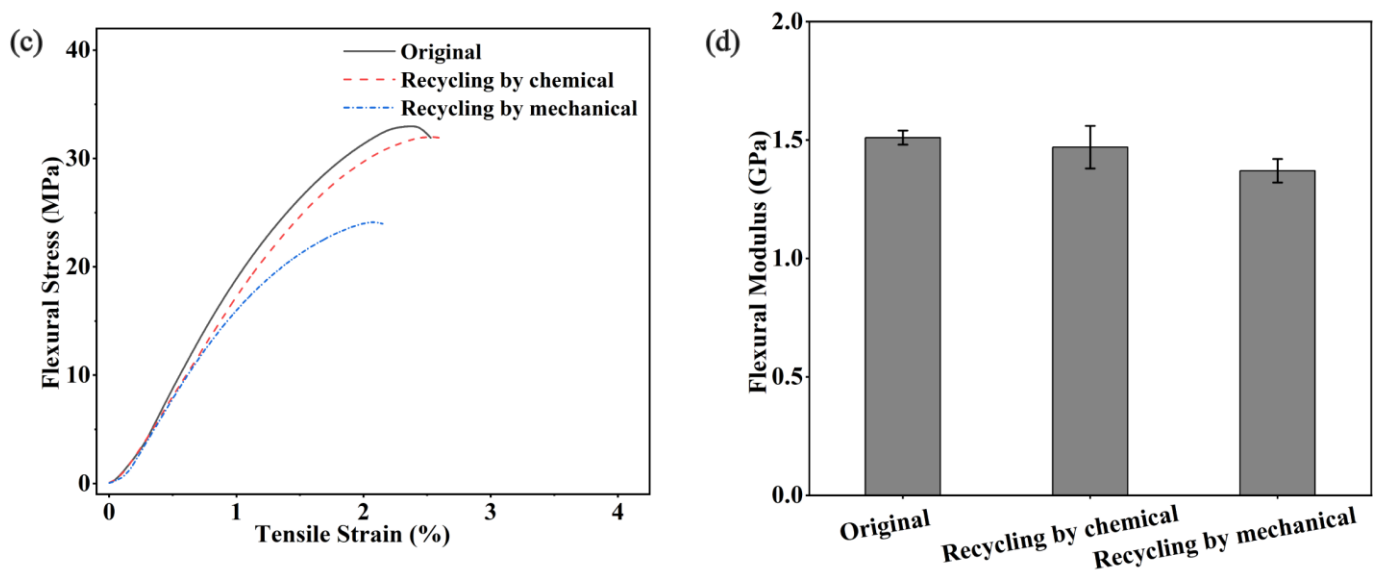 (c)
Flexural Stress (MPa)
40
30
20
10
0
Original
Recycling by chemical
Recycling by mechanical
0 1 2 3 4
Tensile Strain (%)
(d)
Flexural Modulus (GPa)
2.0
1.5
1.0
0.5
0.0
Original
Recycling by chemical
Recycling by mechanical